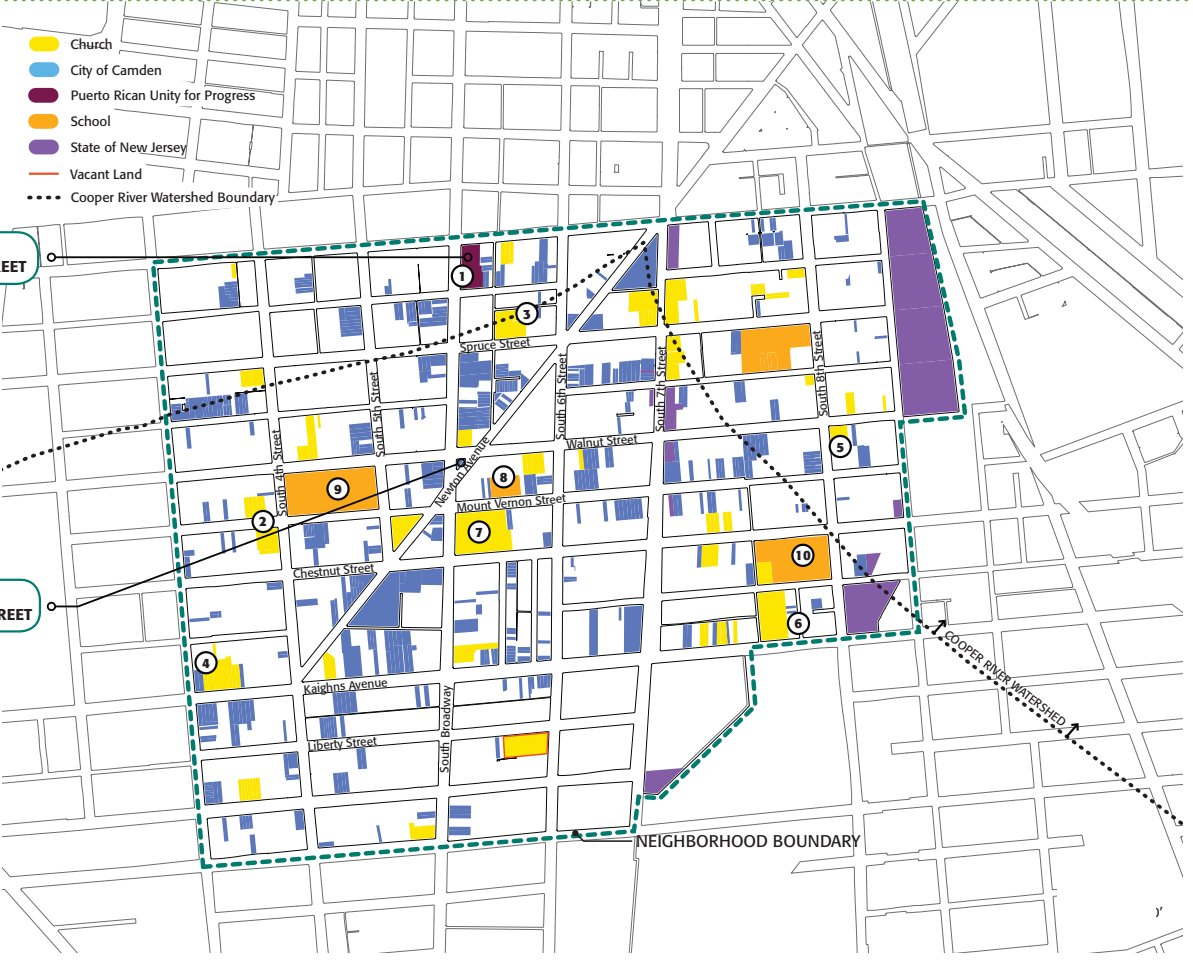 Church
City of Camden
Puerto Rican Unity for Progress
School
State of New Jersey
Vacant Land
Cooper River Watershed Boundary
EET
1
3
Spruce Street
South 5th Street
South 6th Street
South 7th Street
South 8th Street
South 4th Street
Walnut Street
5
Newton Avenue
8
9
Mount Vernon Street
2
7
10
Chestnut Street
REET
6
4
COOPER RIVER WATERSHED
Kaighns Avenue
South Broadway
Liberty Street
NEIGHBORHOOD BOUNDARY
0'